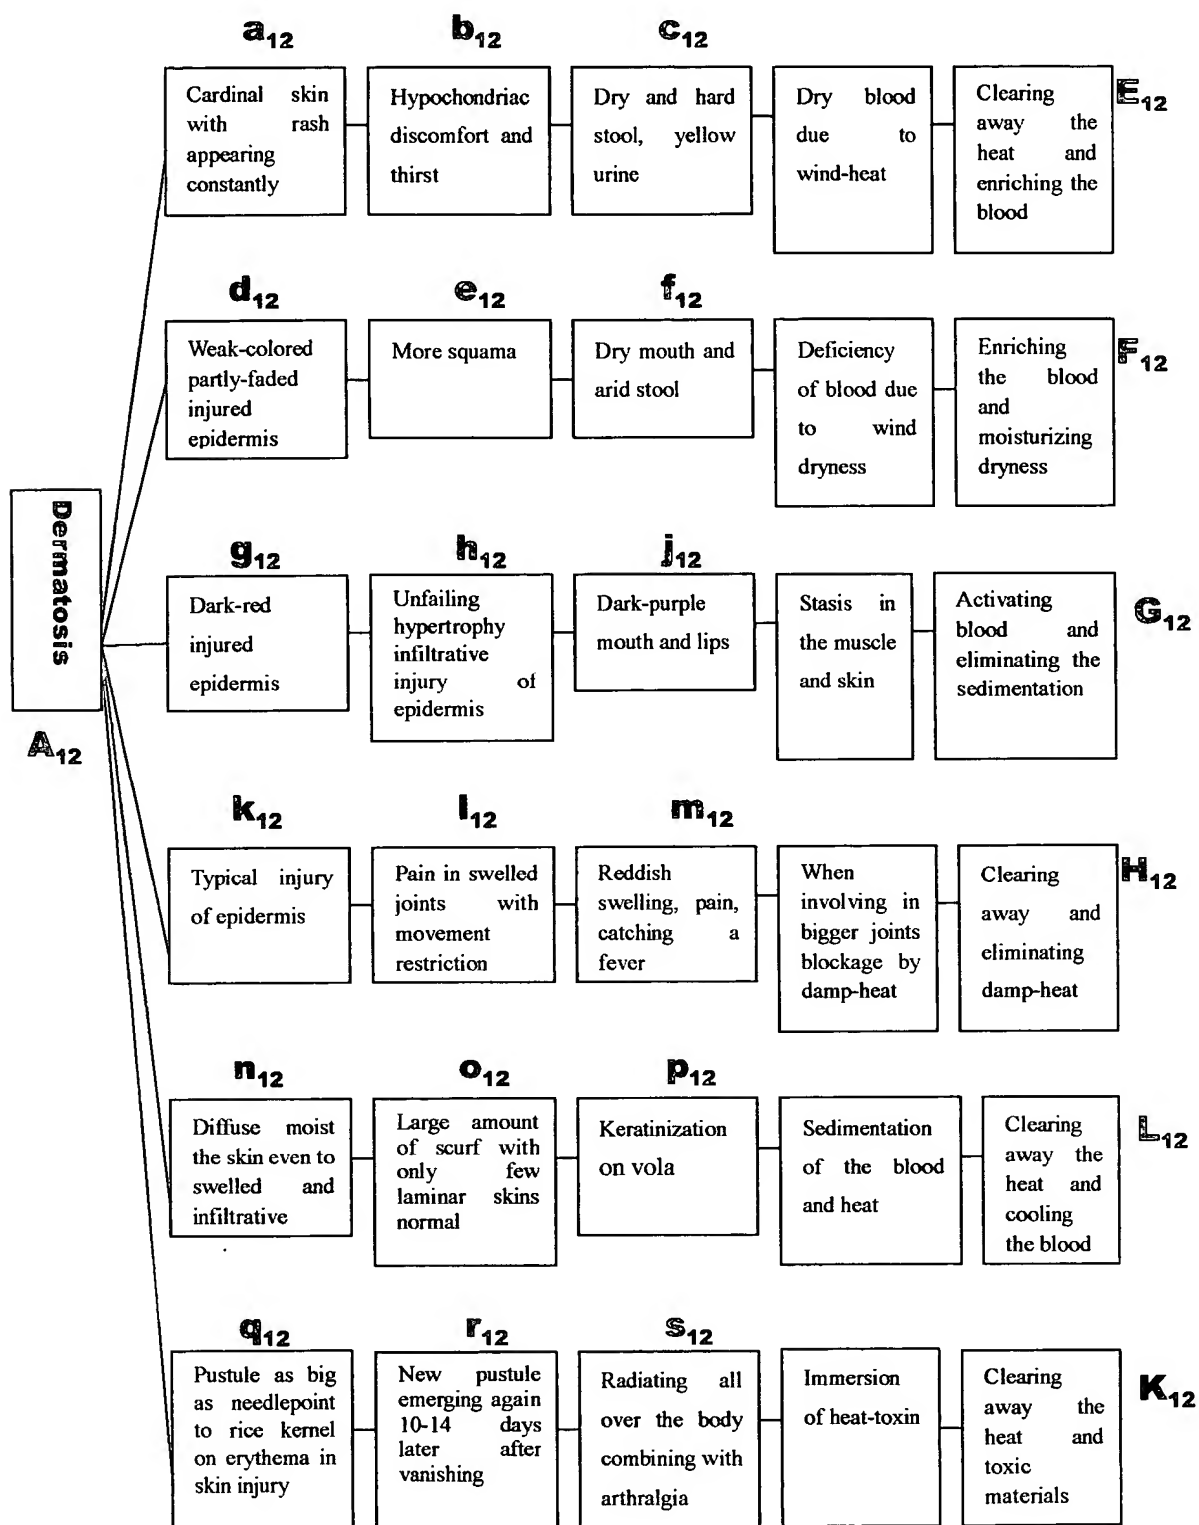 a12 b12 c12
Cardinal skin
with rash
appearing
constantly
Hypochondriac
discomfort and
thirst
Dry and hard
stool, yellow
urine
Dry blood
due to
wind-heat
Clearing
away the
heat and
enriching the
blood
E12
d12 e12 f12
Weak-colored
partly-faded
injured
epidermis
More squama
Dry mouth and
arid stool
Deficiency
of blood due
to wind
dryness
Enriching
the blood
and
moisturizing
dryness
F12
Dermatosis
A12
g12 h12 j12
Dark-red
injured
epidermis
Unfailing
hypertrophy
infiltrative
injury of
epidermis
Dark-purple
mouth and lips
Stasis in
the muscle
and skin
Activating
blood and
eliminating the
sedimentation
G12
k12 l12 m12
Typical injury
of epidermis
Pain in swelled
joints with
movement
restriction
Reddish
swelling, pain,
catching a
fever
When
involving in
bigger joints
blockage by
damp-heat
Clearing
away and
eliminating
damp-heat
H12
n12 o12 p12
Diffuse moist
the skin even to
swelled and
infiltrative
Large amount
of scurf with
only few
laminar skins
normal
Keratinization
on vola
Sedimentation
of the blood
and heat
Clearing
away the
heat and
cooling
the blood
L12
q12 r12 s12
Pustule as big
as needlepoint
to rice kernel
on erythema in
skin injury
New pustule
emerging again
10-14 days
later after
vanishing
Radiating all
over the body
combining with
arthralgia
Immersion
of heat-toxin
Clearing
away the
heat and
toxic
materials
K12